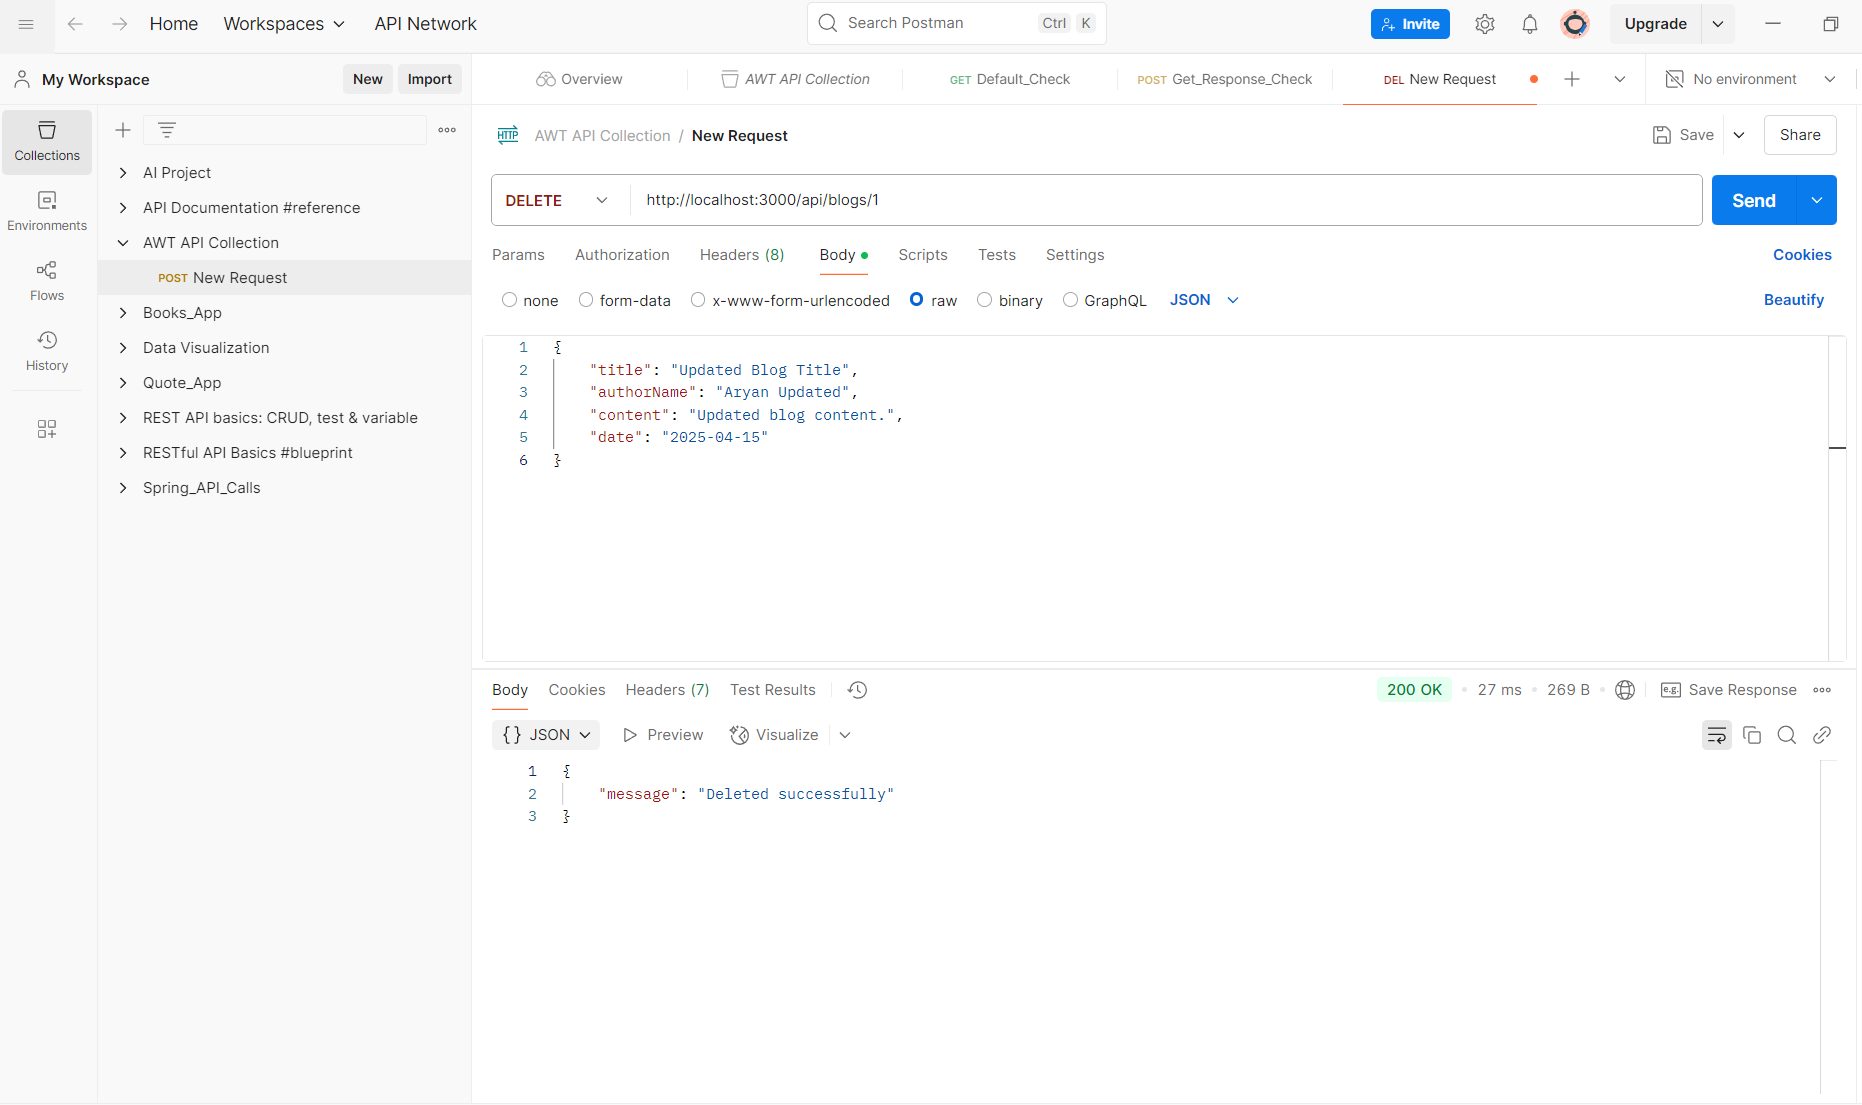 Home Workspaces API Network Search Postman Ctrl K Invite Upgrade
My Workspace New Import Overview AWT API Collection GET Default_Check POST Get_Response_Check DEL New Request No environment
Collections
Environments
Flows
History
AI Project
API Documentation #reference
AWT API Collection
POST New Request
Books_App
Data Visualization
Quote_App
REST API basics: CRUD, test & variable
RESTful API Basics #blueprint
Spring_API_Calls
HTTP AWT API Collection / New Request Save Share
DELETE http://localhost:3000/api/blogs/1 Send
Params Authorization Headers (8) Body Scripts Tests Settings Cookies
none form-data x-www-form-urlencoded raw binary GraphQL JSON Beautify
1 {
2 "title": "Updated Blog Title",
3 "authorName": "Aryan Updated",
4 "content": "Updated blog content.",
5 "date": "2025-04-15"
6 }
Body Cookies Headers (7) Test Results 200 OK 27 ms 269 B e.g. Save Response
{} JSON Preview Visualize
1 {
2 "message": "Deleted successfully"
3 }